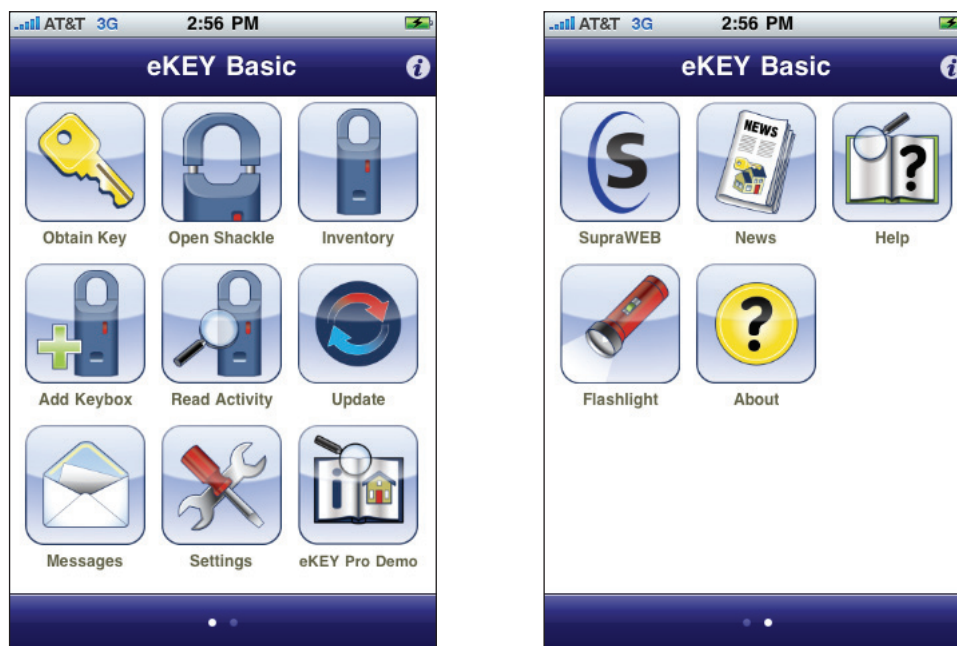 AT&T 3G 2:56 PM
eKEY Basic i
Obtain Key Open Shackle Inventory
Add Keybox Read Activity Update
i
Messages Settings eKEY Pro Demo
AT&T 3G 2:56 PM
eKEY Basic i
S NEWS ?
SupraWEB News Help
?
Flashlight About